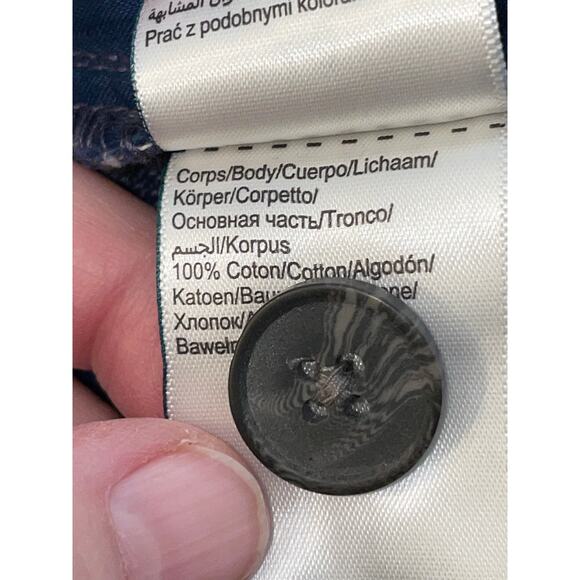 المشابهة
Prać z podobnymi
Corps/Body/Cuerpo/Lichaam/
Körper/Corpetto/
Основная часть/Tronco/
الجسم/Korpus
100% Coton/Cotton/Algodón/
Katoen/
Хлопок/